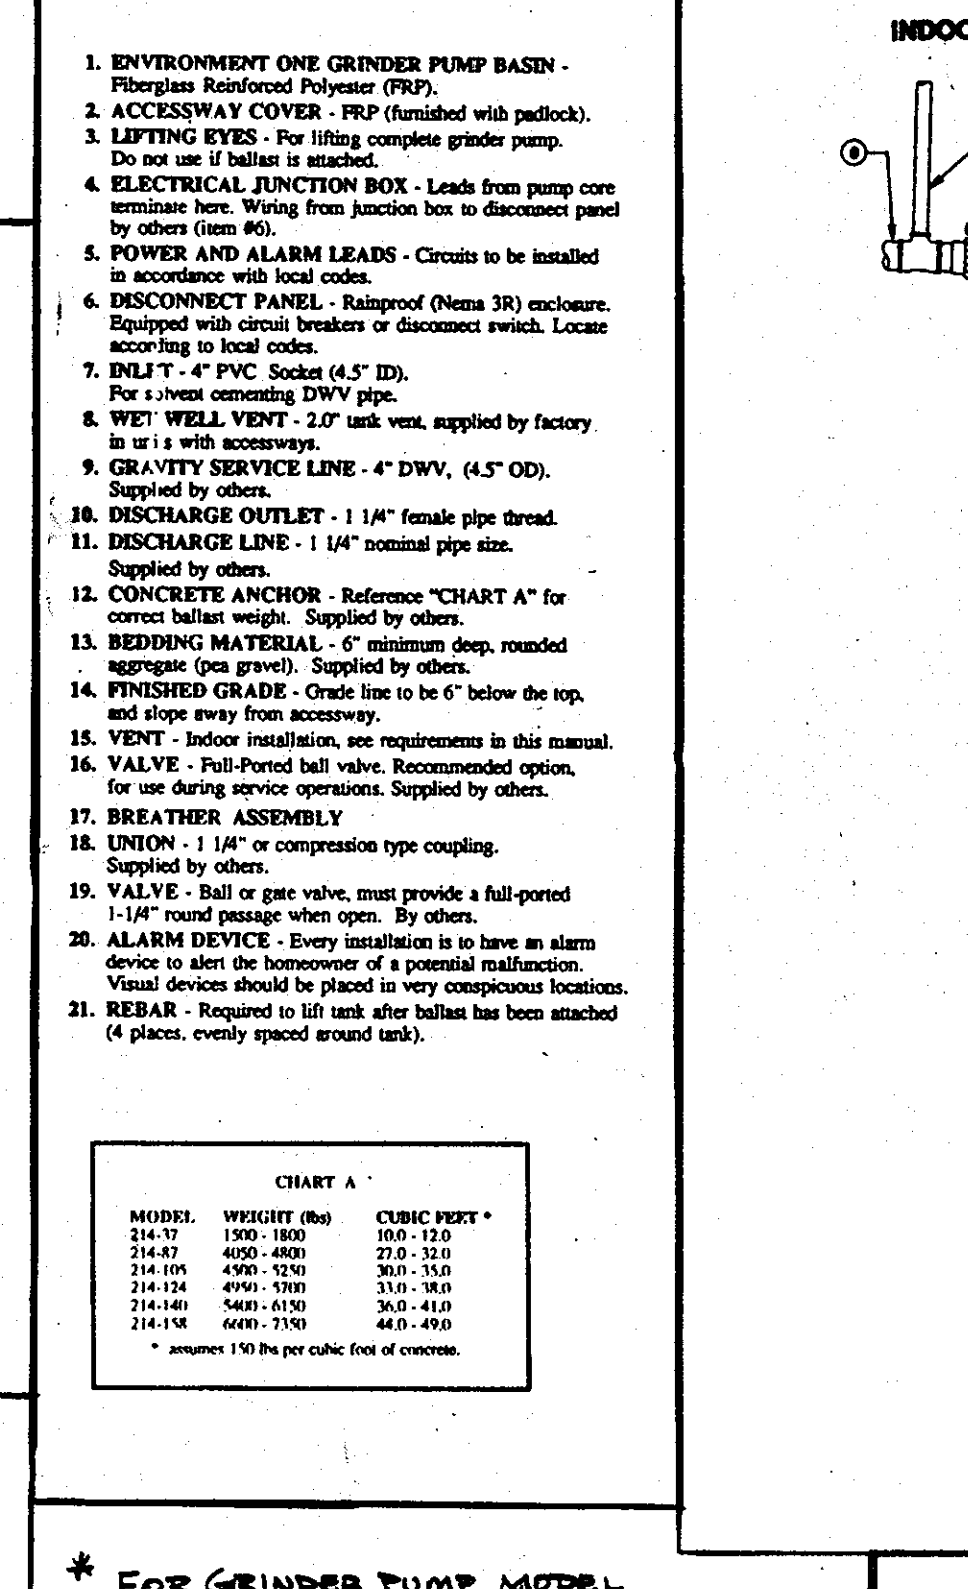 INDOO
1. ENVIRONMENT ONE GRINDER PUMP BASIN -
Fiberglass Reinforced Polyester (FRP).
2. ACCESSWAY COVER - FRP (furnished with padlock).
3. LIFTING EYES - For lifting complete grinder pump.
Do not use if ballast is attached.
4. ELECTRICAL JUNCTION BOX - Leads from pump core
terminate here. Wiring from junction box to disconnect panel
by others (item #6).
5. POWER AND ALARM LEADS - Circuits to be installed
in accordance with local codes.
6. DISCONNECT PANEL - Rainproof (Nema 3R) enclosure.
Equipped with circuit breakers or disconnect switch. Locate
according to local codes.
7. INLET - 4" PVC Socket (4.5" ID).
For solvent cementing DWV pipe.
8. WET WELL VENT - 2.0" tank vent, supplied by factory
in units with accessways.
9. GRAVITY SERVICE LINE - 4" DWV, (4.5" OD).
Supplied by others.
10. DISCHARGE OUTLET - 1 1/4" female pipe thread.
11. DISCHARGE LINE - 1 1/4" nominal pipe size.
Supplied by others.
12. CONCRETE ANCHOR - Reference "CHART A" for
correct ballast weight. Supplied by others.
13. BEDDING MATERIAL - 6" minimum deep, rounded
aggregate (pea gravel). Supplied by others.
14. FINISHED GRADE - Grade line to be 6" below the top,
and slope away from accessway.
15. VENT - Indoor installation, see requirements in this manual.
16. VALVE - Full-Ported ball valve. Recommended option,
for use during service operations. Supplied by others.
17. BREATHER ASSEMBLY
18. UNION - 1 1/4" or compression type coupling.
Supplied by others.
19. VALVE - Ball or gate valve, must provide a full-ported
1-1/4" round passage when open. By others.
20. ALARM DEVICE - Every installation is to have an alarm
device to alert the homeowner of a potential malfunction.
Visual devices should be placed in very conspicuous locations.
21. REBAR - Required to lift tank after ballast has been attached
(4 places, evenly spaced around tank).
CHART A
MODEL WEIGHT (lbs) CUBIC FEET *
214-37 1500 - 1800 10.0 - 12.0
214-87 4050 - 4800 27.0 - 32.0
214-105 4500 - 5250 30.0 - 35.0
214-124 4950 - 5700 33.0 - 38.0
214-140 5400 - 6150 36.0 - 41.0
214-158 6600 - 7350 44.0 - 49.0
* assumes 150 lbs per cubic foot of concrete.
* FOR GRINDER PUMP MODEL